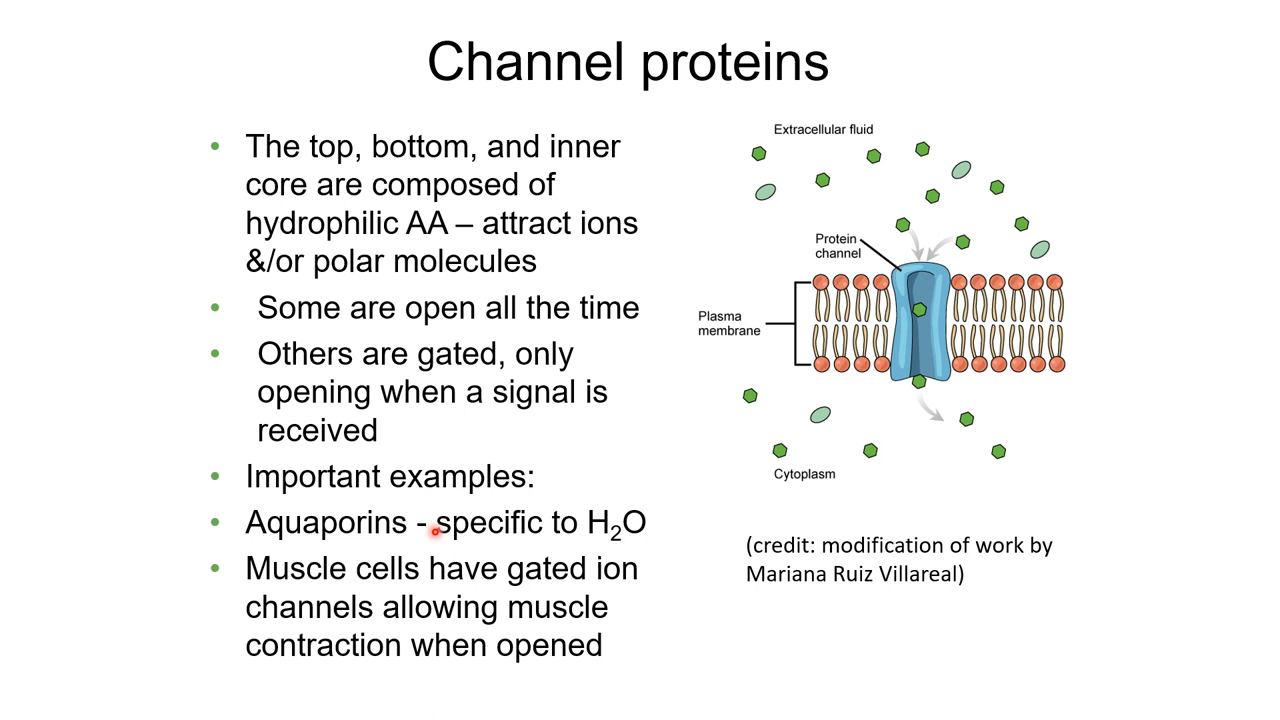 Channel proteins
• The top, bottom, and inner
core are composed of
hydrophilic AA – attract ions
&/or polar molecules
• Some are open all the time
• Others are gated, only
opening when a signal is
received
• Important examples:
• Aquaporins - specific to H₂O
• Muscle cells have gated ion
channels allowing muscle
contraction when opened
Extracellular fluid
Protein
channel
Plasma
membrane
Cytoplasm
(credit: modification of work by
Mariana Ruiz Villareal)